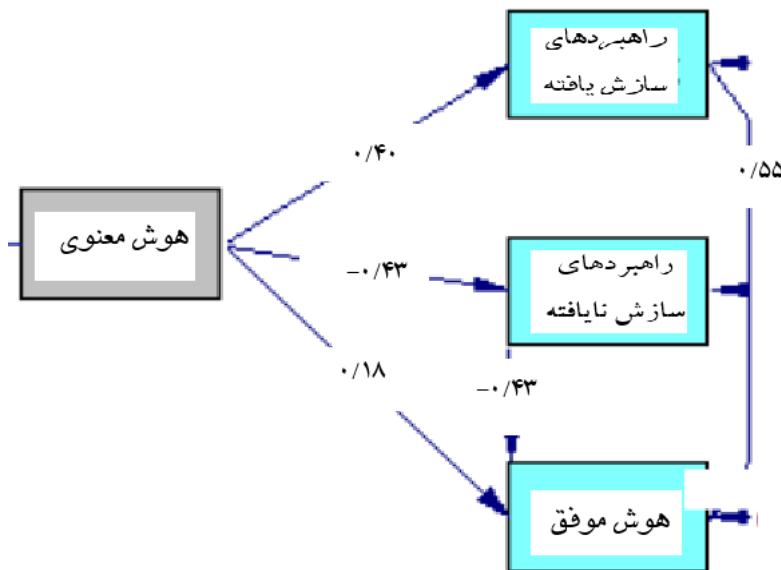 راهبردهای
سازش یافته
۰/۴۰
۰/۵۵
هوش معنوی
راهبردهای
سازش نایافته
-۰/۴۳
۰/۱۸
-۰/۴۳
هوش موفق